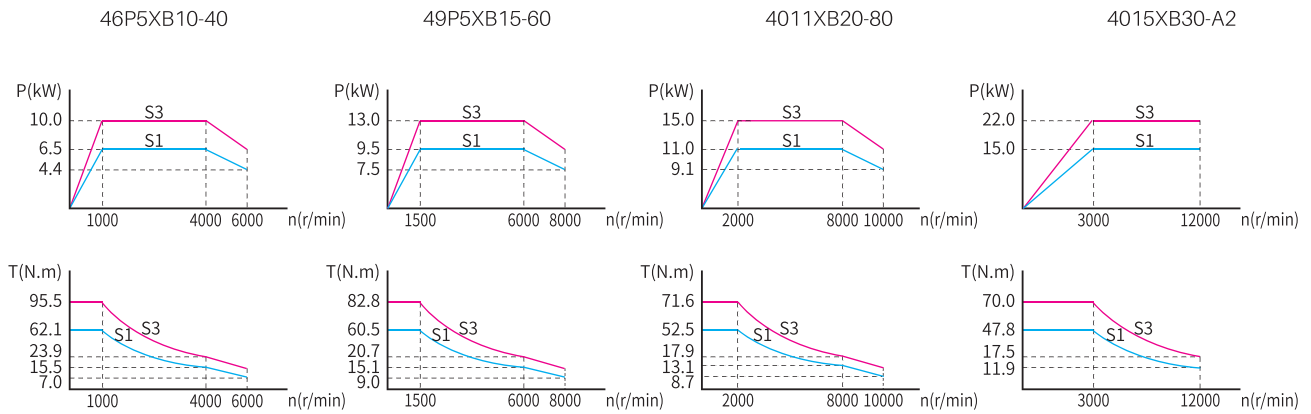 46P5XB10-40 49P5XB15-60 4011XB20-80 4015XB30-A2
P(kW) P(kW) P(kW) P(kW)
10.0 S3 13.0 S3 15.0 S3 22.0 S3
6.5 S1 9.5 S1 11.0 S1 15.0 S1
4.4 7.5 9.1
1000 4000 6000 n(r/min) 1500 6000 8000 n(r/min) 2000 8000 10000 n(r/min) 3000 12000 n(r/min)
T(N.m) T(N.m) T(N.m) T(N.m)
95.5 82.8 71.6 70.0
62.1 S1 S3 60.5 S1 S3 52.5 S1 S3 47.8 S1 S3
23.9 20.7 17.9 17.5
15.5 15.1 13.1 11.9
7.0 9.0 8.7
1000 4000 6000 n(r/min) 1500 6000 8000 n(r/min) 2000 8000 10000 n(r/min) 3000 12000 n(r/min)